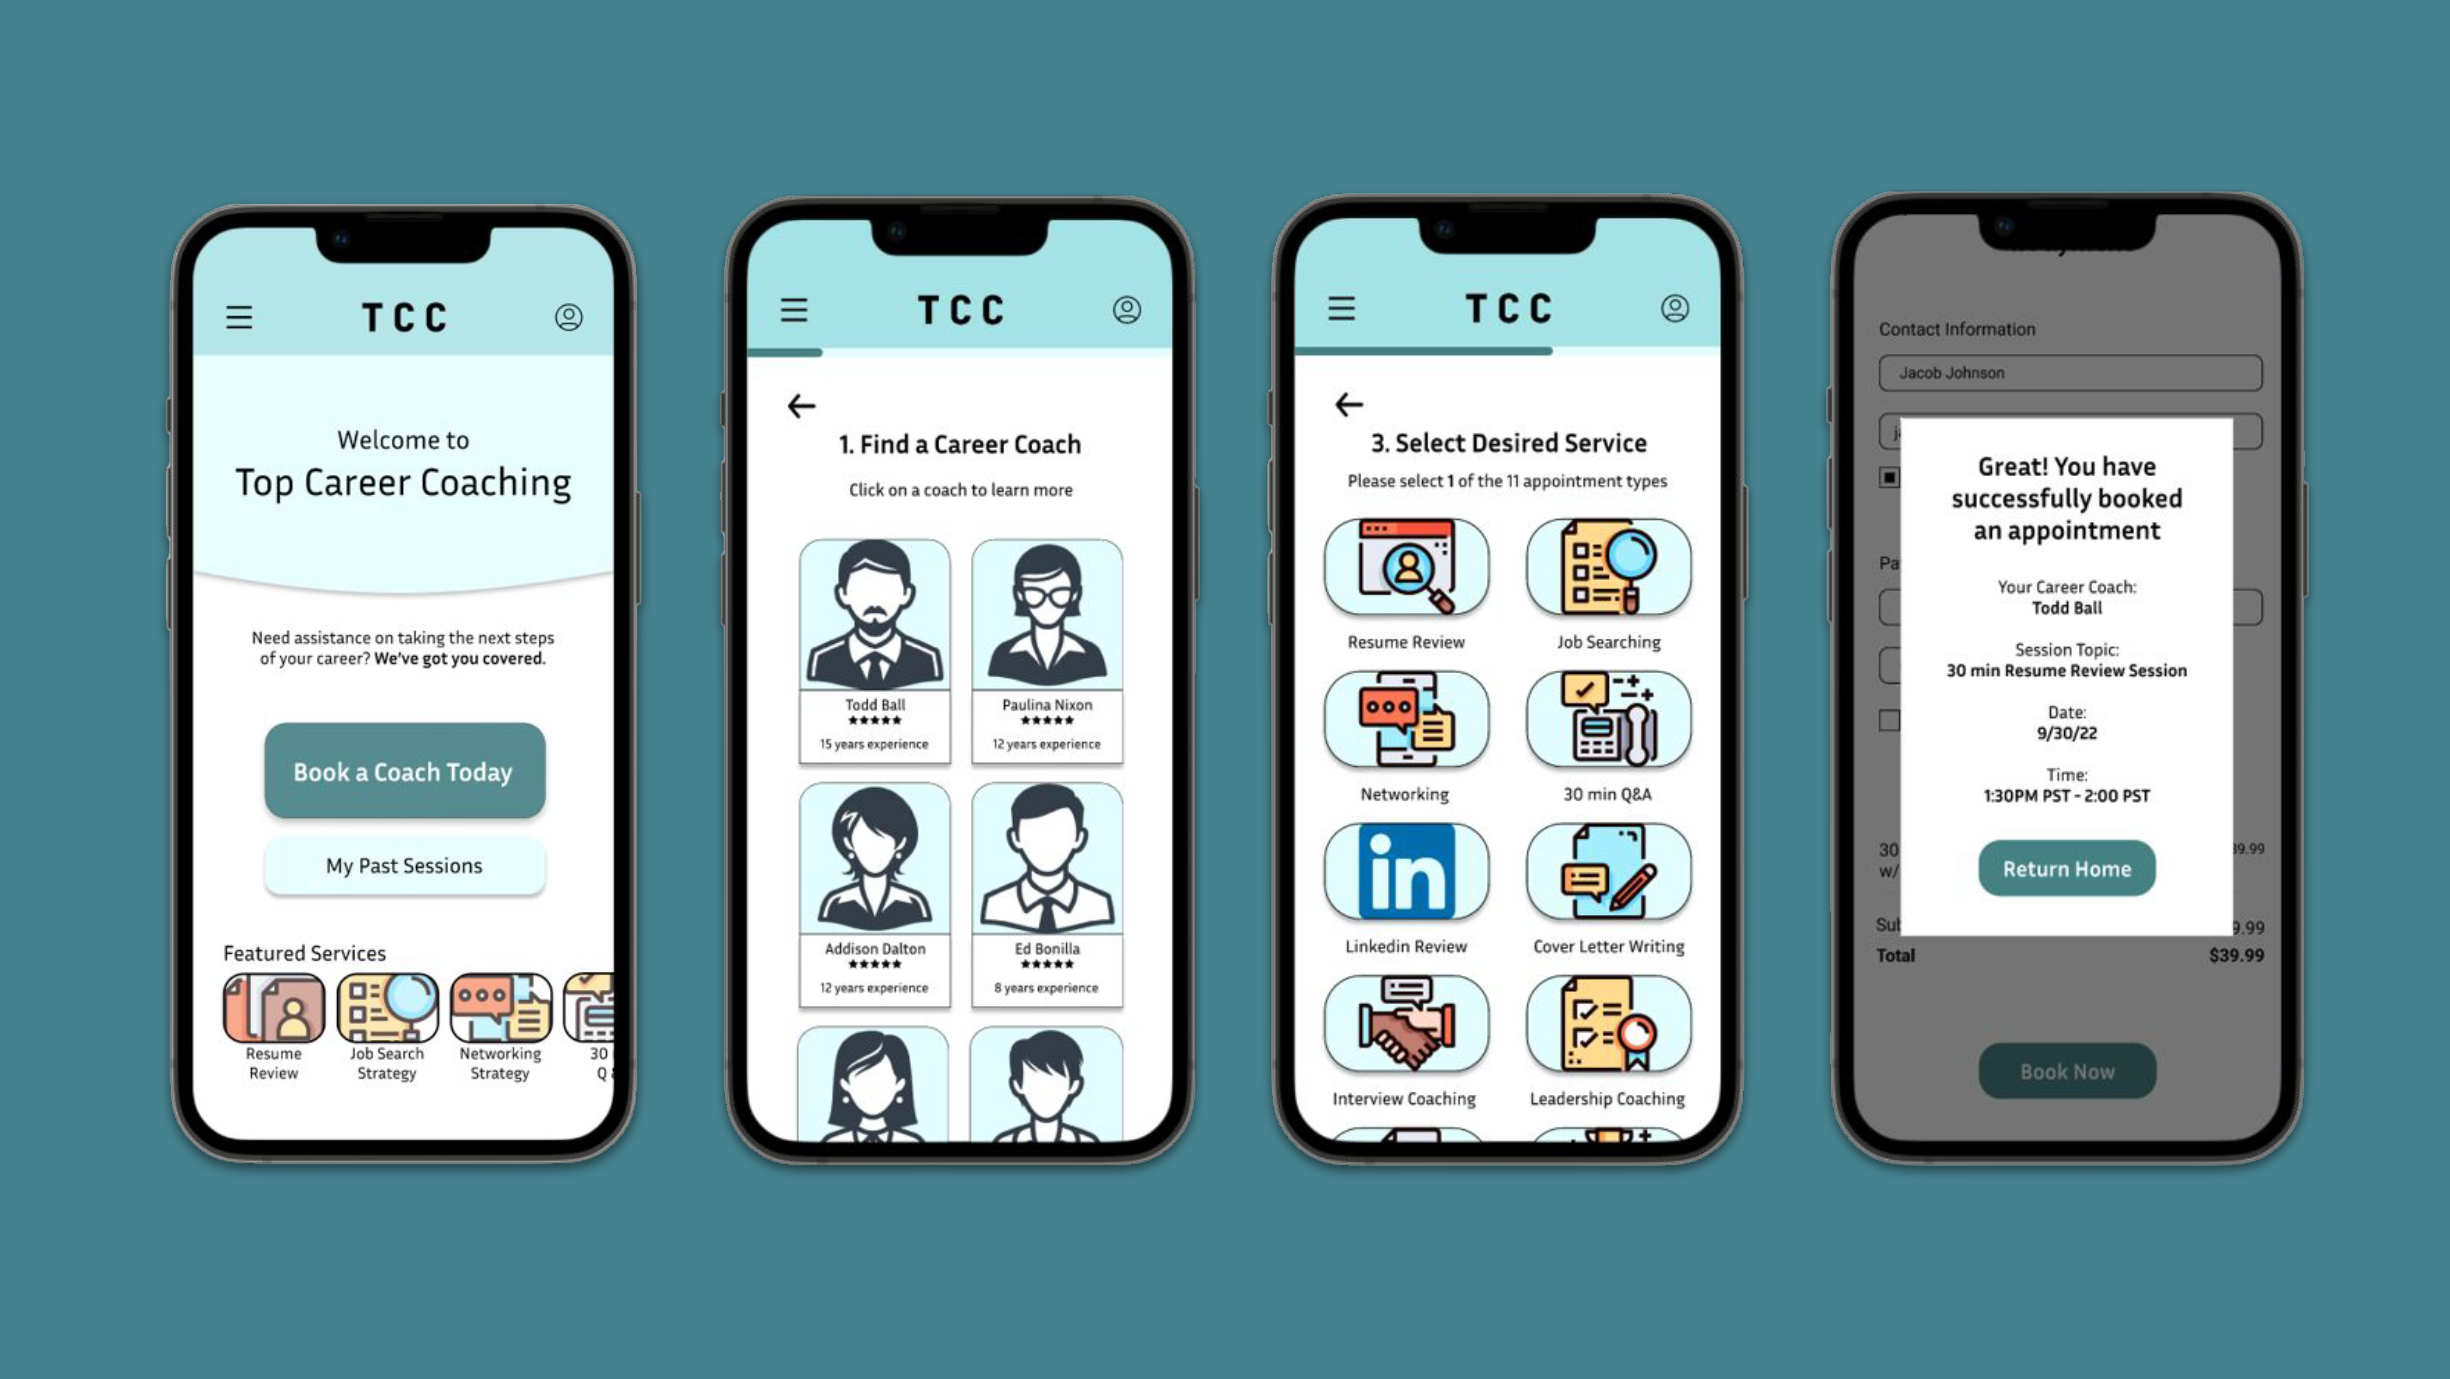 TCC
Welcome to
Top Career Coaching
Need assistance on taking the next steps
of your career? We've got you covered.
Book a Coach Today
My Past Sessions
Featured Services
Resume
Review
Job Search
Strategy
Networking
Strategy
30
Q
TCC
1. Find a Career Coach
Click on a coach to learn more
Todd Ball
★★★★★
15 years experience
Paulina Nixon
★★★★★
12 years experience
Addison Dalton
★★★★★
12 years experience
Ed Bonilla
★★★★★
8 years experience
TCC
3. Select Desired Service
Please select 1 of the 11 appointment types
Resume Review
Job Searching
Networking
30 min Q&A
in
Linkedin Review
Cover Letter Writing
Interview Coaching
Leadership Coaching
Contact Information
Jacob Johnson
Great! You have
successfully booked
an appointment
Your Career Coach:
Todd Ball
Session Topic:
30 min Resume Review Session
Date:
9/30/22
Time:
1:30PM PST - 2:00 PST
Return Home
Pa
30
w/
39.99
Sub
9.99
Total
$39.99
Book Now